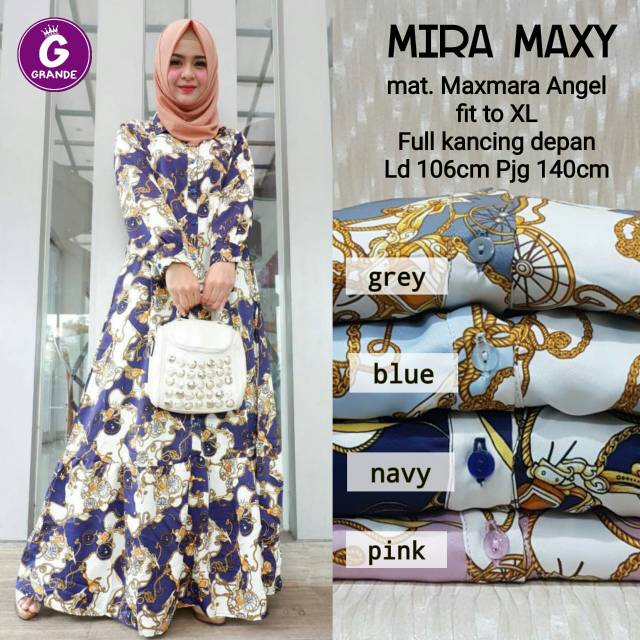 G
GRANDE
MIRA MAXY
mat. Maxmara Angel
fit to XL
Full kancing depan
Ld 106cm Pjg 140cm
grey
blue
navy
pink